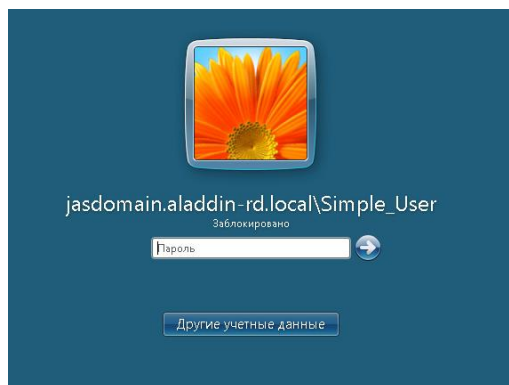 jasdomain.aladdin-rd.local\Simple_User
Заблокировано
Пароль
Другие учетные данные